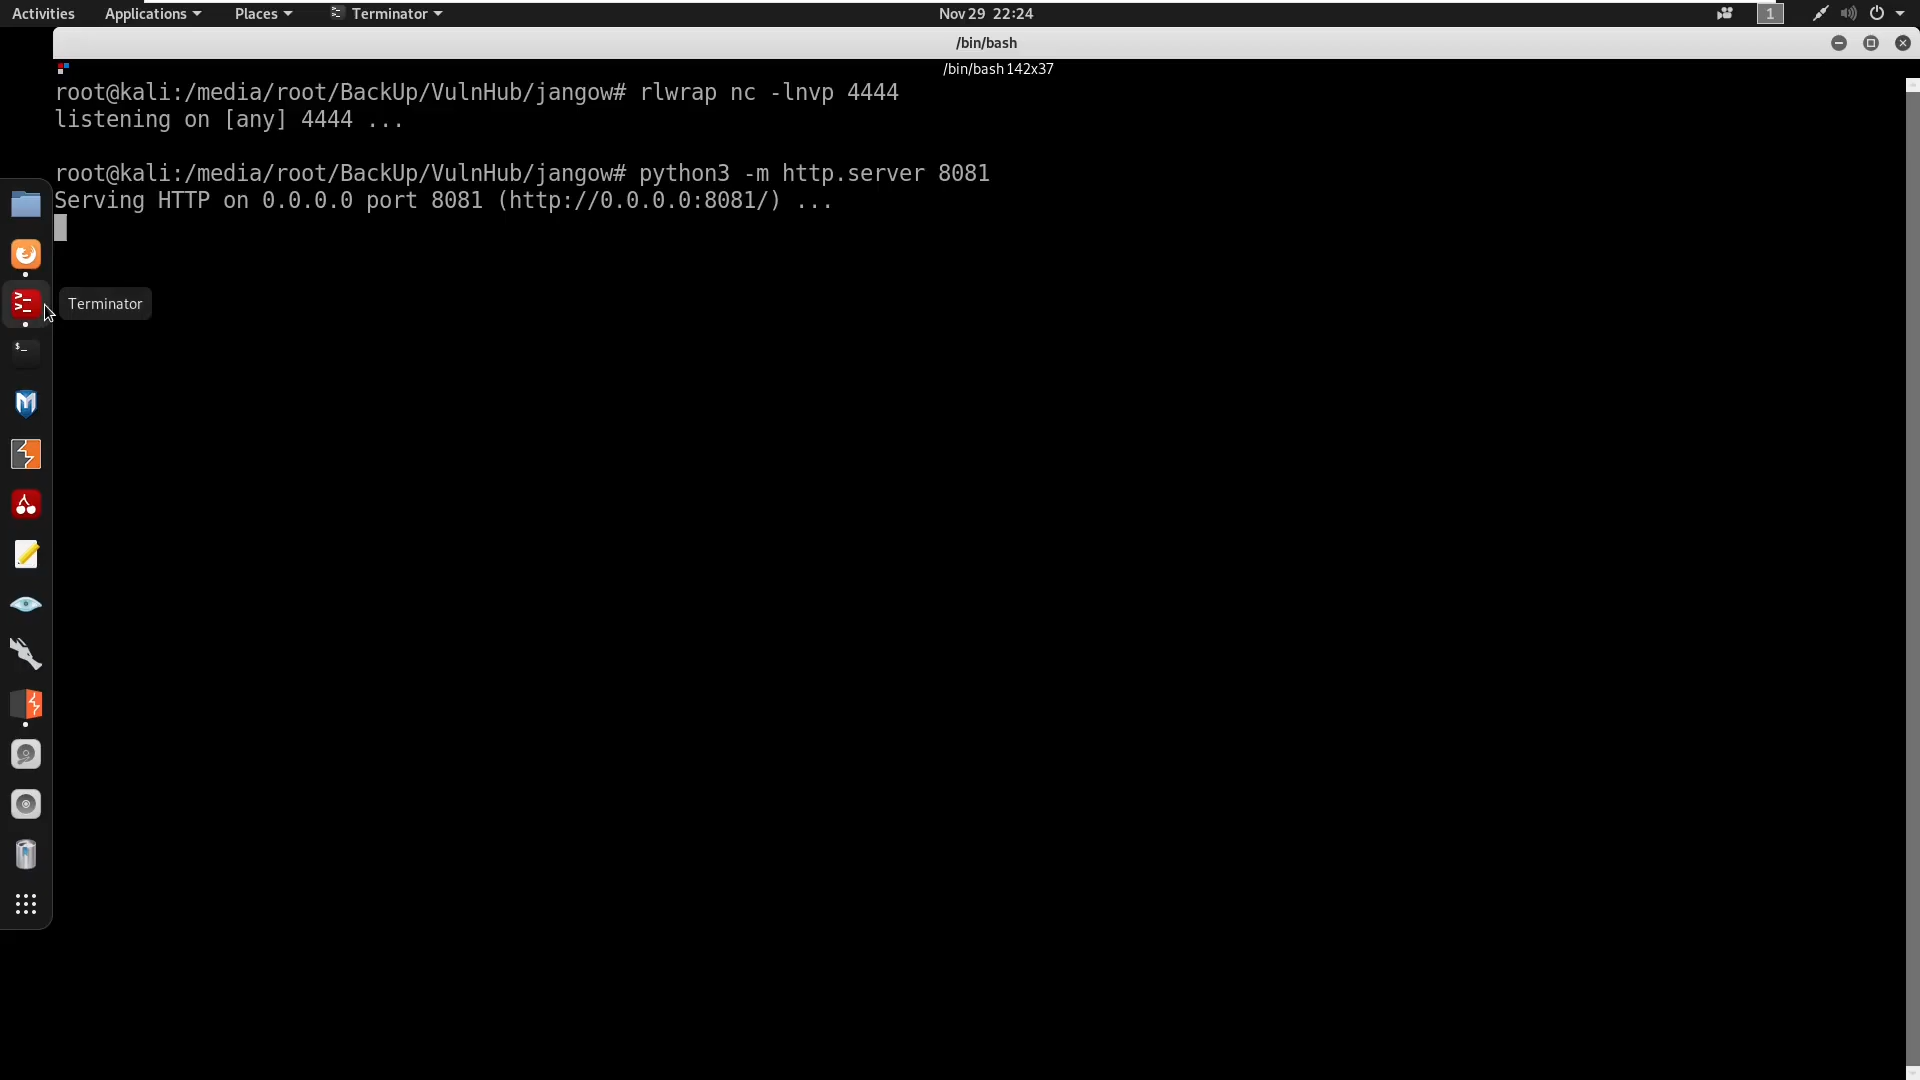 Activities Applications Places Terminator Nov 29 22:24 1
/bin/bash
/bin/bash 142x37
root@kali:/media/root/BackUp/VulnHub/jangow# rlwrap nc -lnvp 4444
listening on [any] 4444 ...
root@kali:/media/root/BackUp/VulnHub/jangow# python3 -m http.server 8081
Serving HTTP on 0.0.0.0 port 8081 (http://0.0.0.0:8081/) ...
Terminator